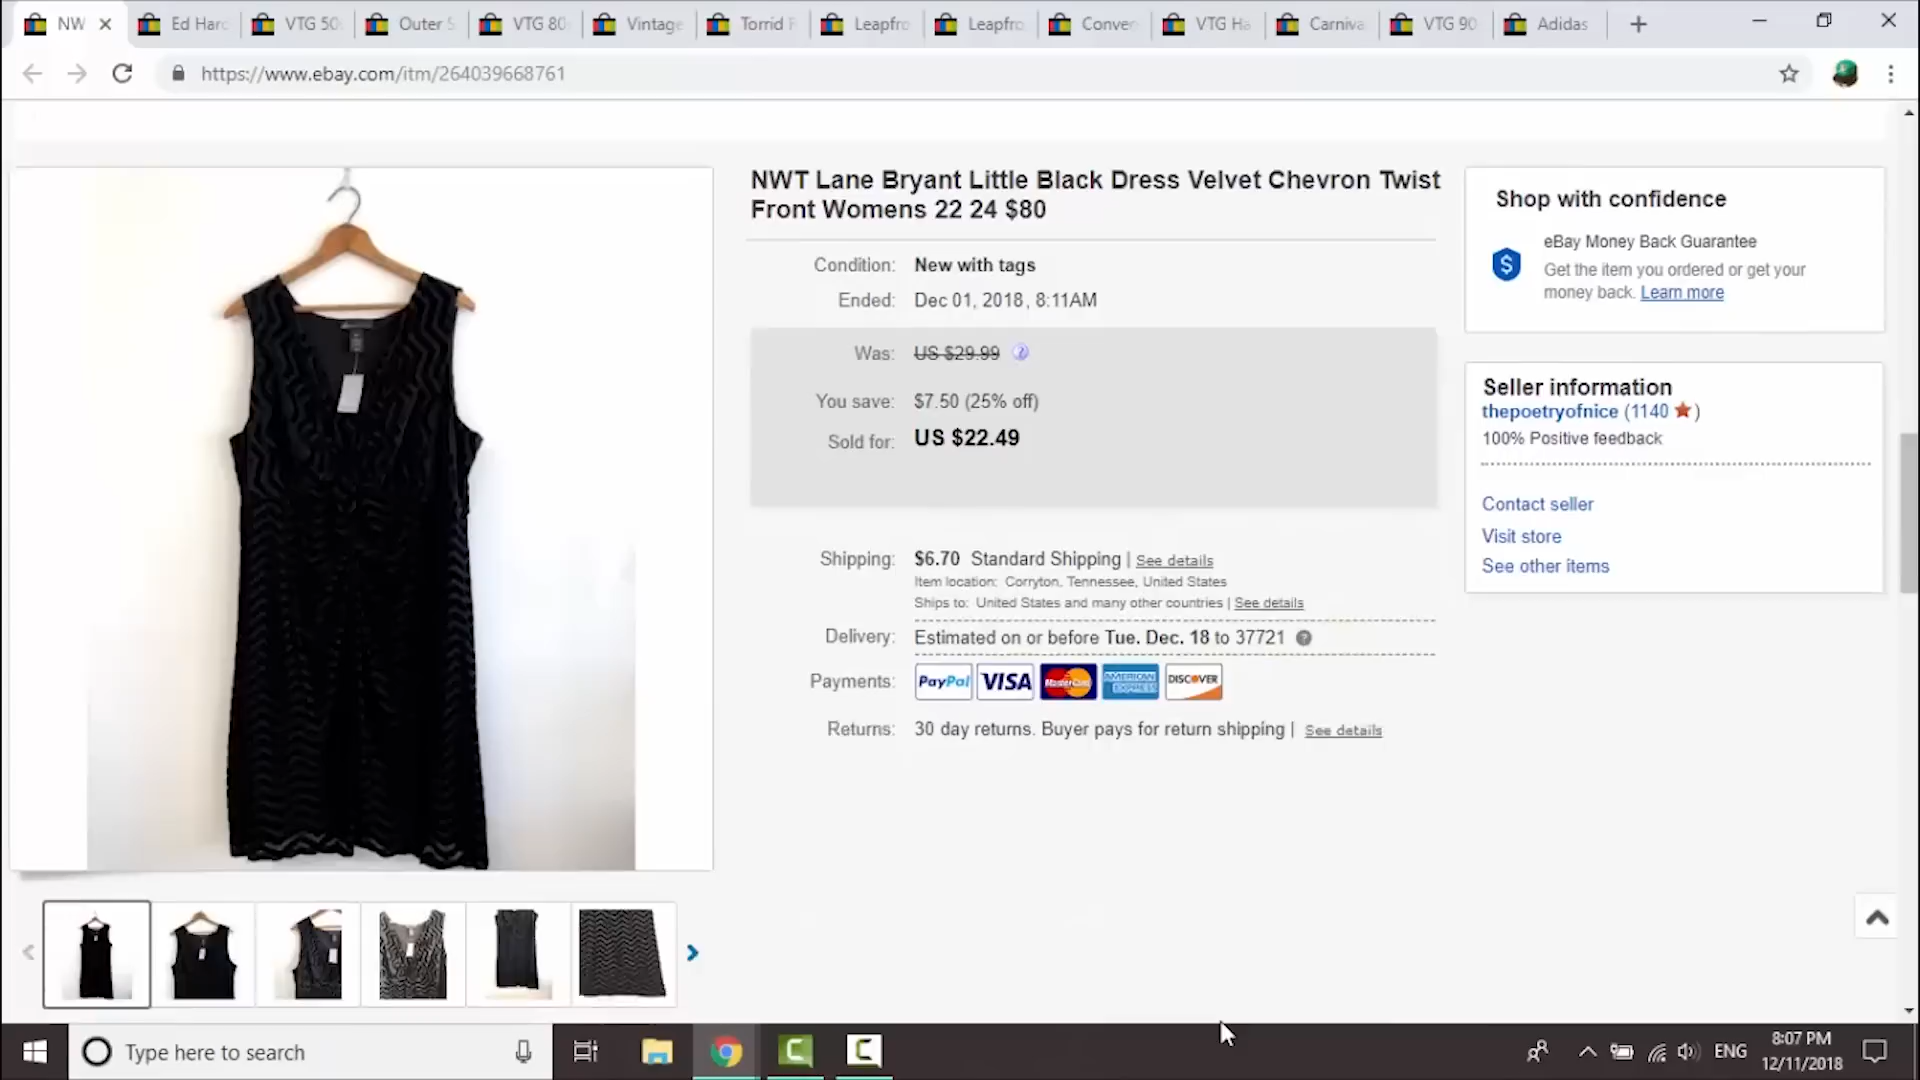 NW
Ed Hard
VTG 50
Outer S
VTG 80
Vintage
Torrid F
Leapfro
Leapfro
Conver
VTG Ha
Carniva
VTG 90
Adidas
https://www.ebay.com/itm/264039668761
NWT Lane Bryant Little Black Dress Velvet Chevron Twist
Front Womens 22 24 $80
Condition: New with tags
Ended: Dec 01, 2018 , 8:11AM
Was: US $29.99 ?
You save: $7.50 (25% off)
Sold for: US $22.49
Shipping: $6.70 Standard Shipping | See details
Item location: Corryton, Tennessee, United States
Ships to: United States and many other countries | See details
Delivery: Estimated on or before Tue. Dec. 18 to 37721 ?
Payments: PayPal VISA MasterCard AMERICAN EXPRESS DISCOVER
Returns: 30 day returns. Buyer pays for return shipping | See details
Shop with confidence
$
eBay Money Back Guarantee
Get the item you ordered or get your
money back. Learn more
Seller information
thepoetryofnice (1140 )
100% Positive feedback
Contact seller
Visit store
See other items
Type here to search
ENG
8:07 PM
12/11/2018